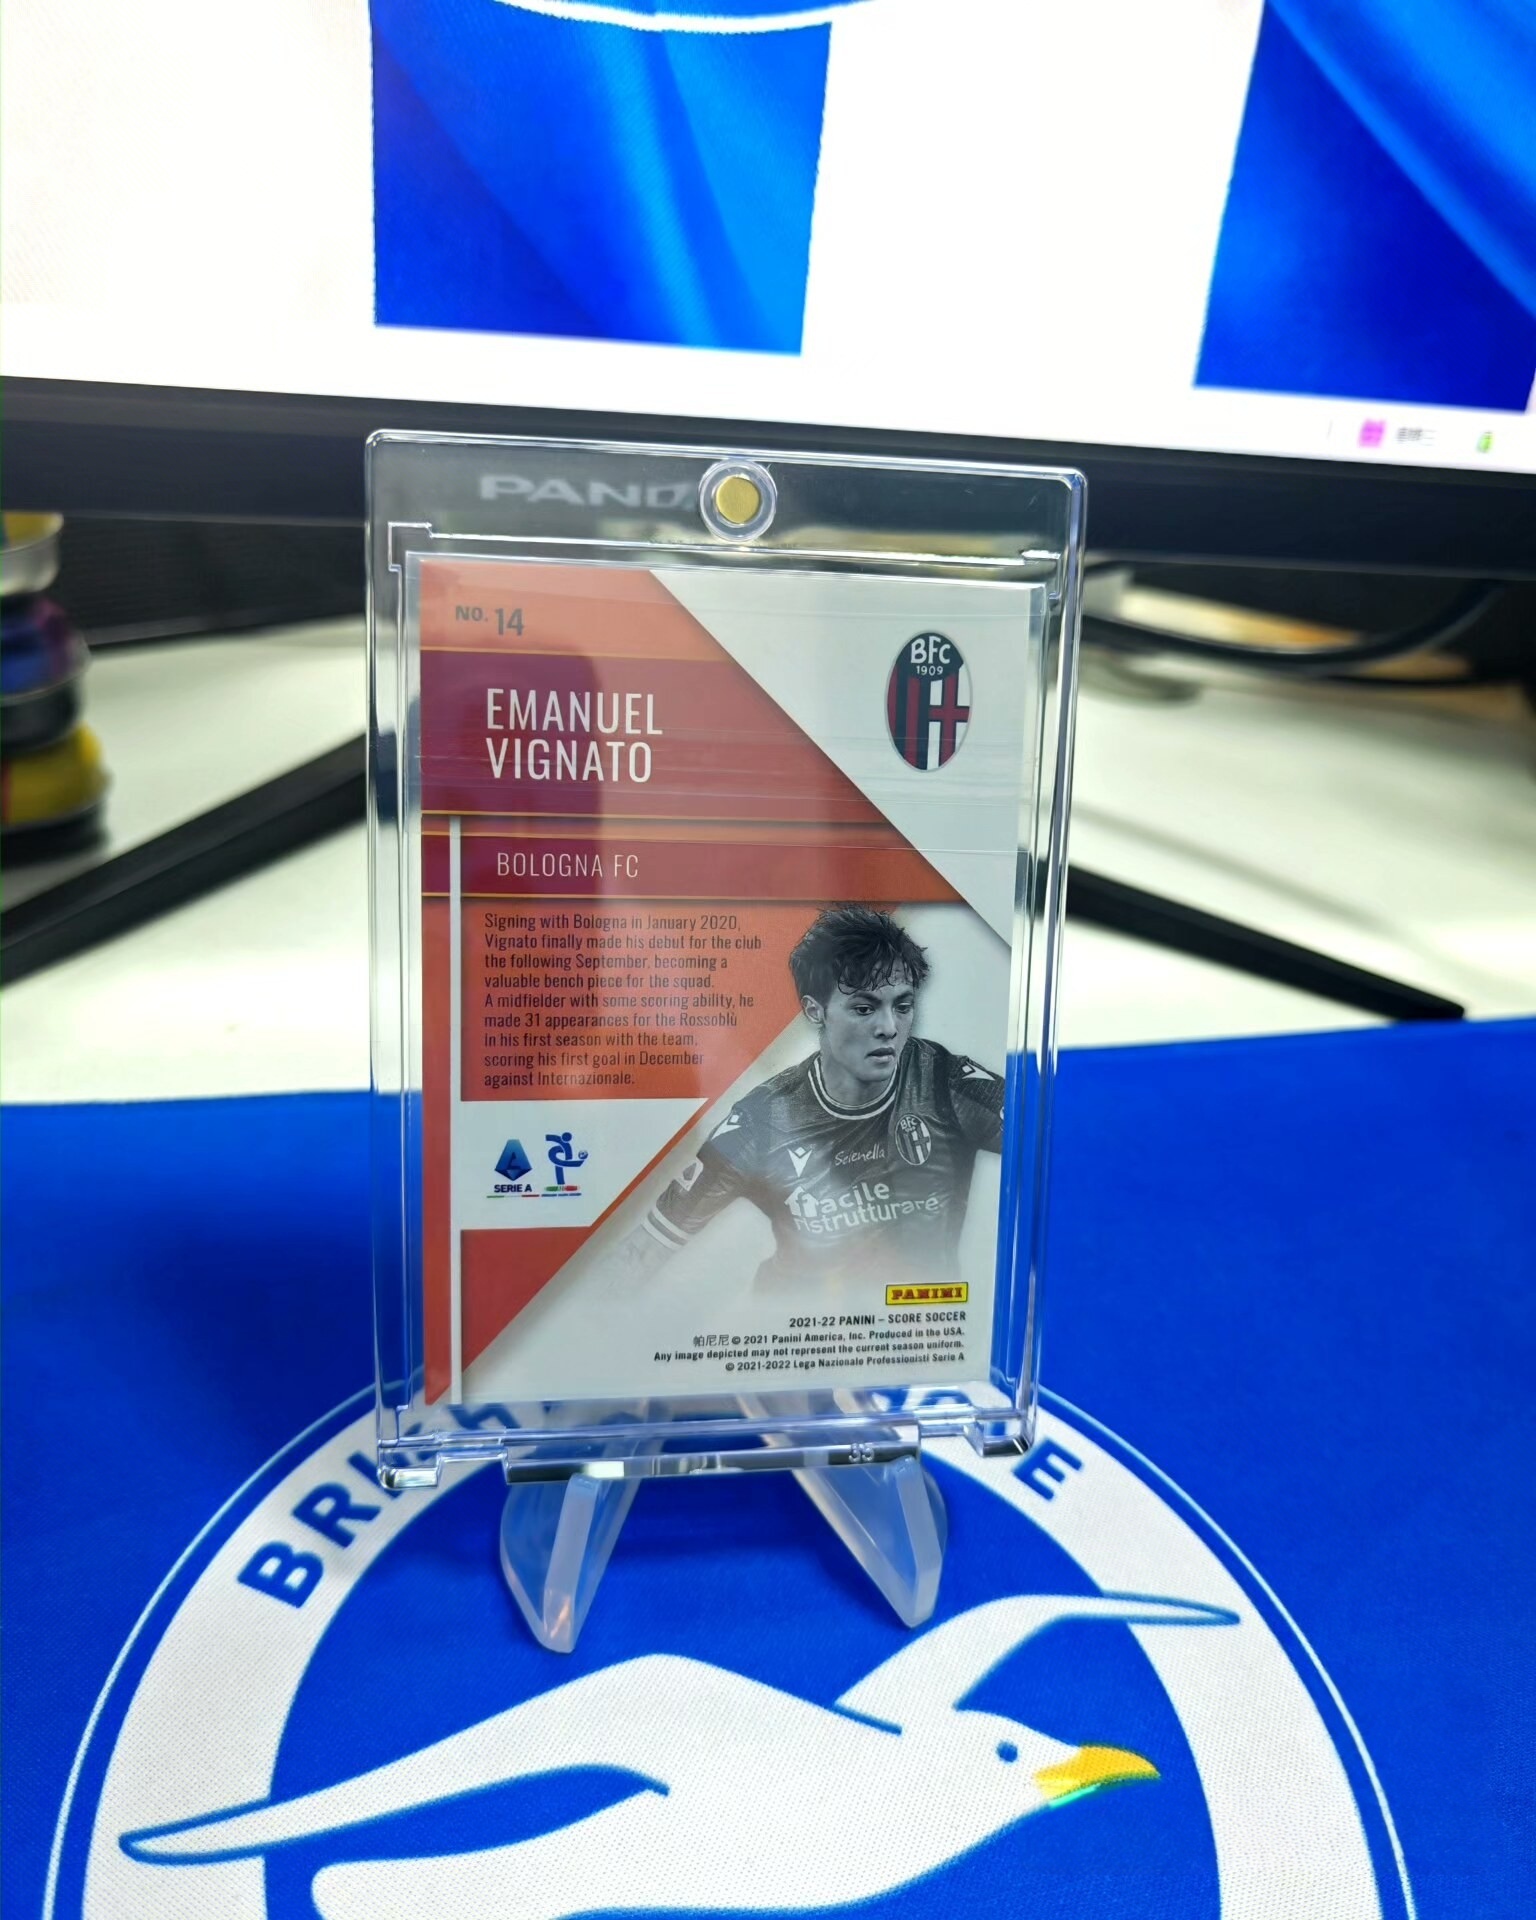 PANDA
No. 14
BFC
1909
EMANUEL
VIGNATO
BOLOGNA FC
Signing with Bologna in January 2020,
Vignato finally made his debut for the club
the following September, becoming a
valuable bench piece for the squad.
A midfielder with some scoring ability, he
made 31 appearances for the Rossoblù
in his first season with the team,
scoring his first goal in December
against Internazionale.
SERIE A
BFC
Serenella
facile
ristrutturare
PANINI
2021-22 PANINI – SCORE SOCCER
帕尼尼 © 2021 Panini America, Inc. Produced in the USA.
Any image depicted may not represent the current season uniform.
© 2021-2022 Lega Nazionale Professionisti Serie A
35